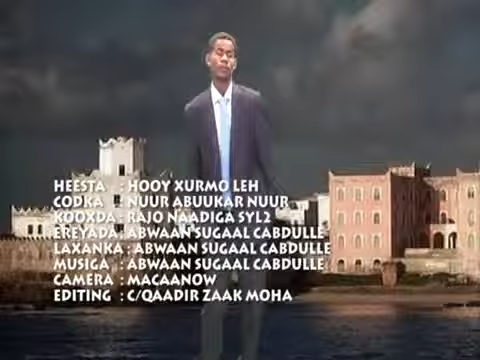 HEESTA : HOOY XURMO LEH
CODKA : NUUR ABUUKAR NUUR
KOOXDA : RAJO NAADIGA SYL2
EREYADA : ABWAAN SUGAAL CABDULLE
LAXANKA : ABWAAN SUGAAL CABDULLE
MUSIGA : ABWAAN SUGAAL CABDULLE
CAMERA : MACAANOW
EDITING : C/QAADIR ZAAK MOHA